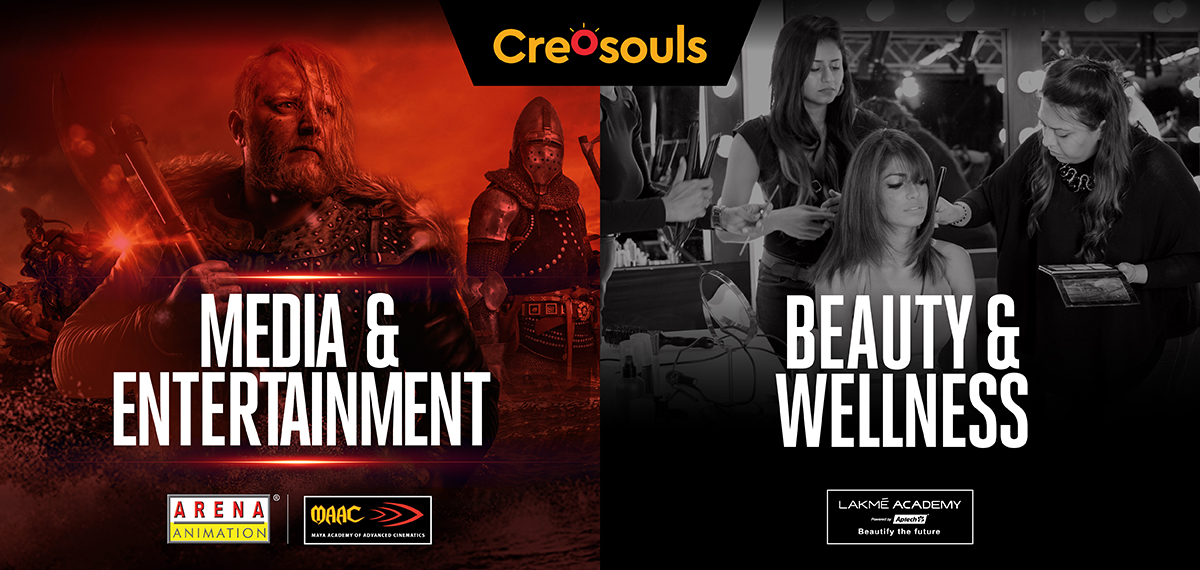 Creosouls
MEDIA &
ENTERTAINMENT
ARENA ®
ANIMATION
MAAC
MAYA ACADEMY OF ADVANCED CINEMATICS
BEAUTY &
WELLNESS
LAKMÉ ACADEMY
Powered by Aptech
Beautify the future